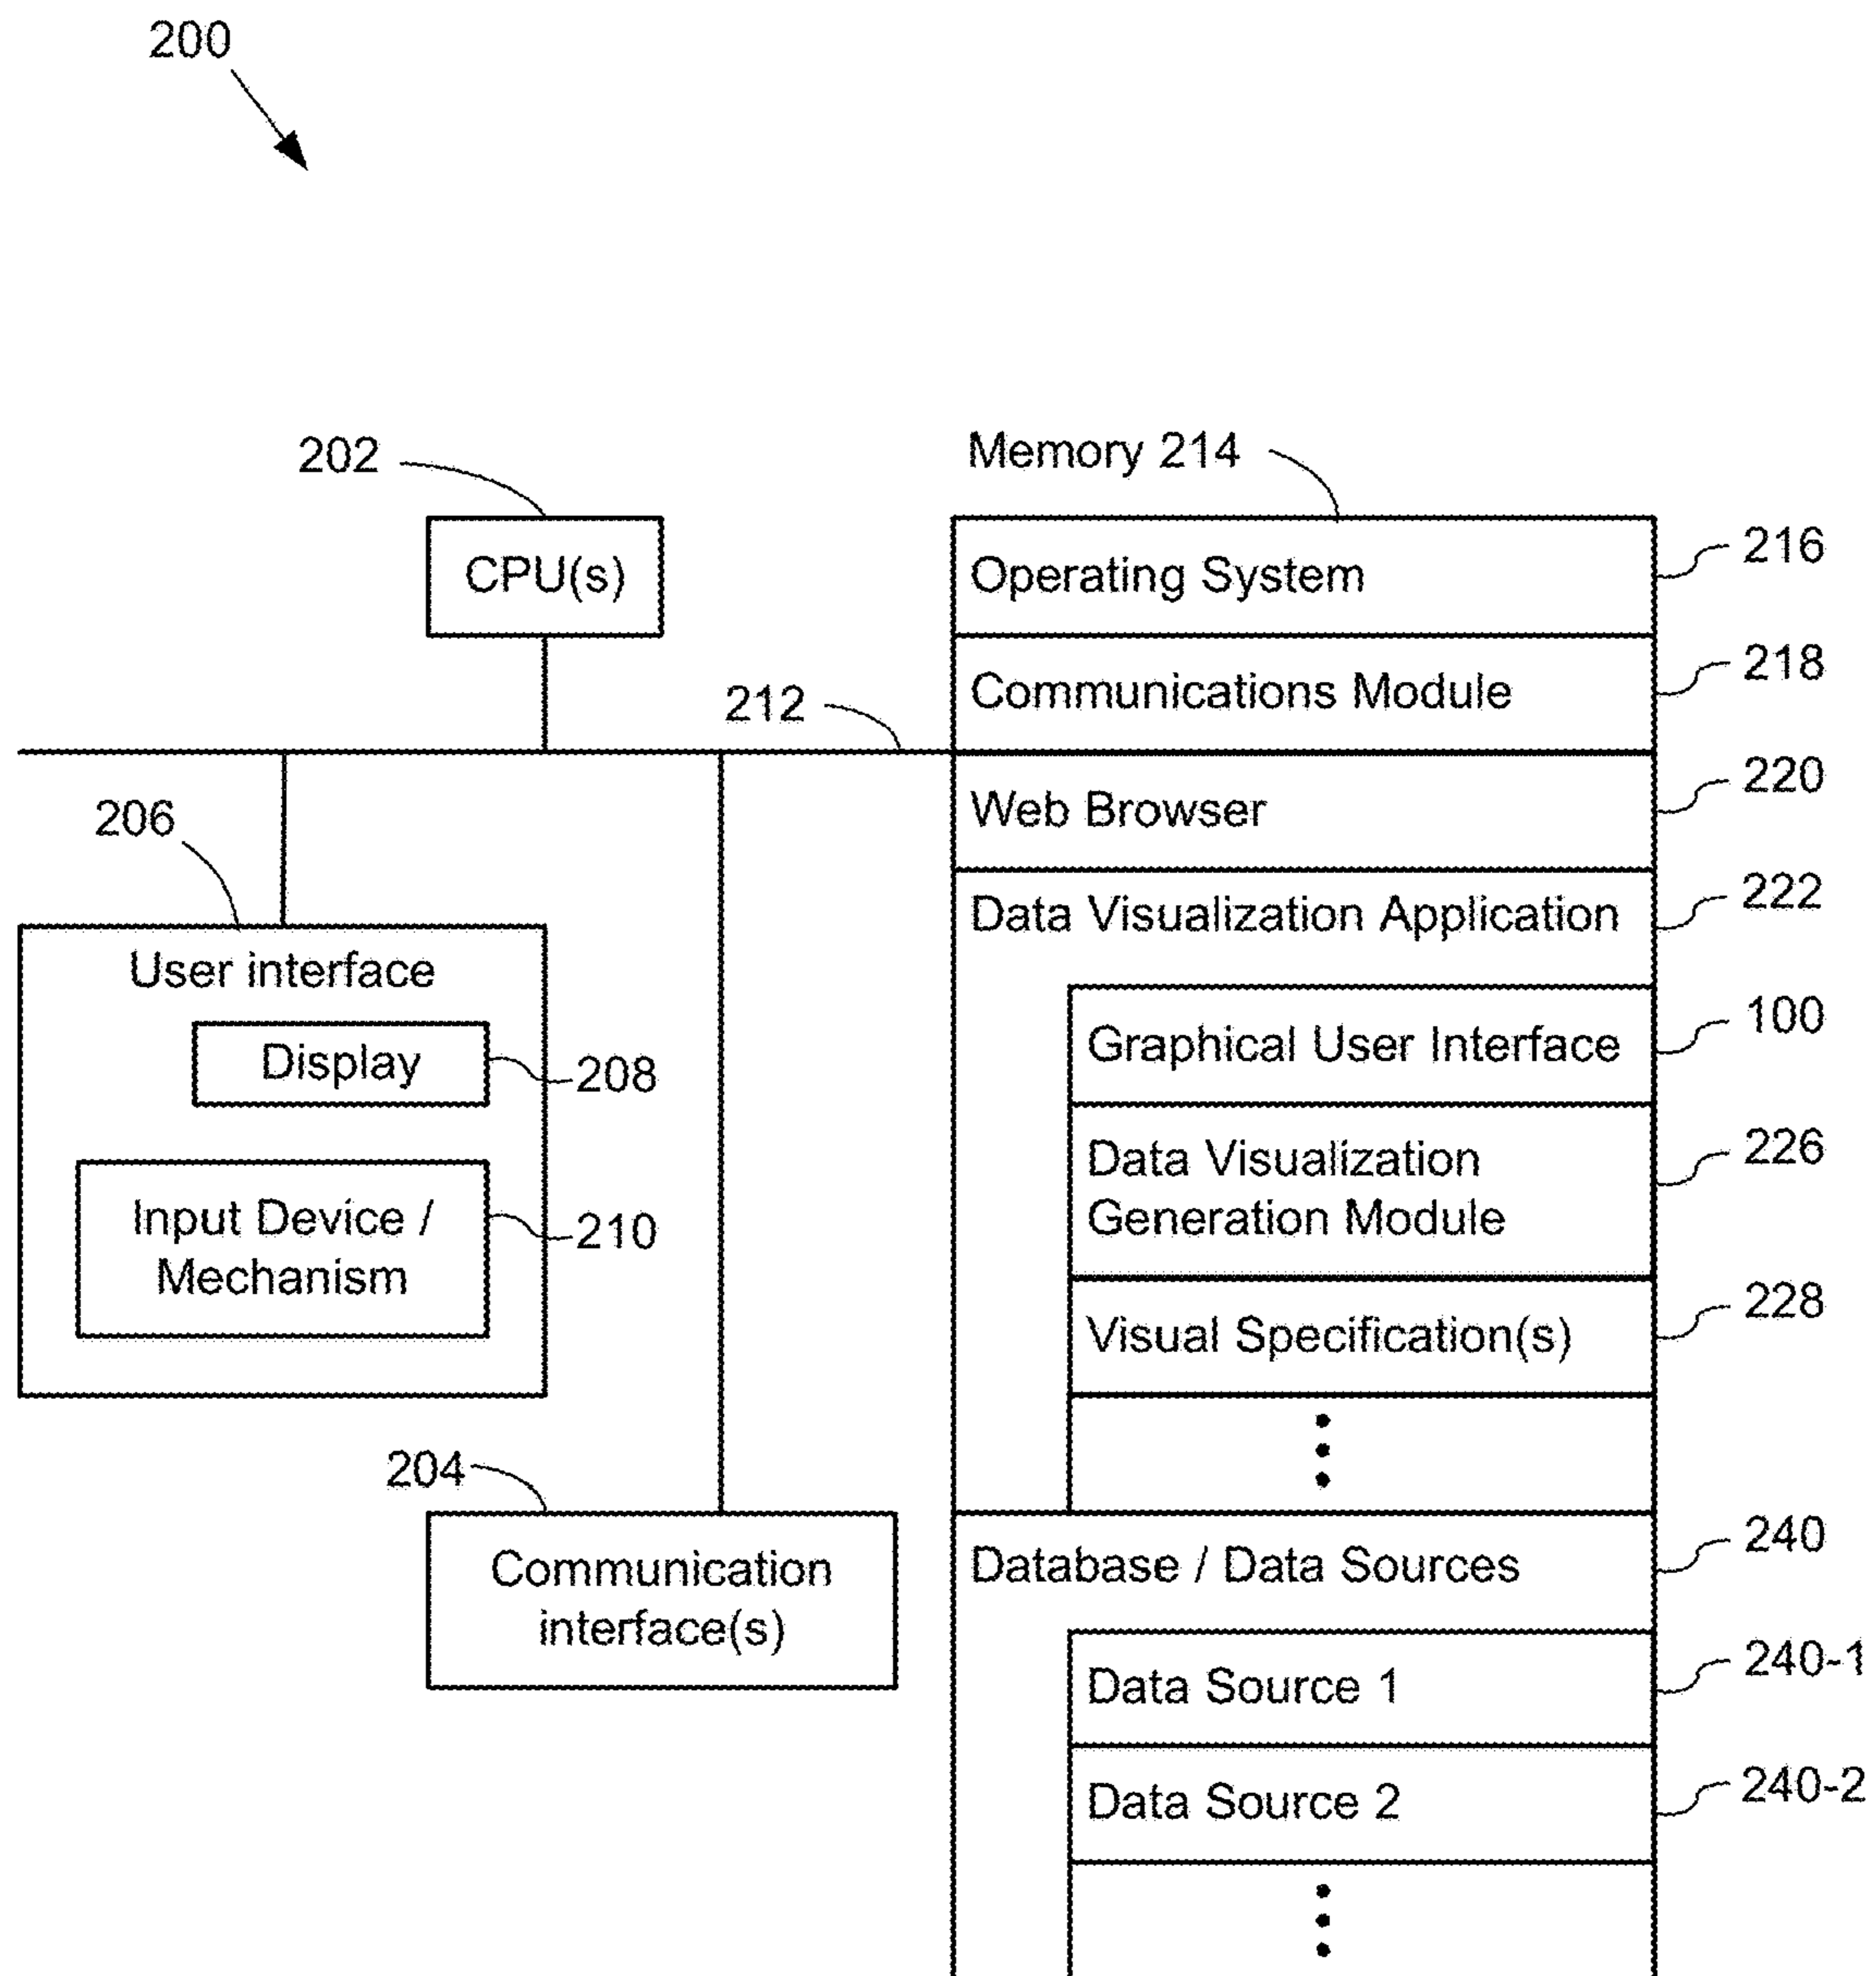 200
202
CPU(s)
212
206
User interface
Display
208
Input Device /
Mechanism
210
204
Communication
interface(s)
Memory 214
Operating System
216
Communications Module
218
Web Browser
220
Data Visualization Application
222
Graphical User Interface
100
Data Visualization
Generation Module
226
Visual Specification(s)
228
Database / Data Sources
240
Data Source 1
240-1
Data Source 2
240-2